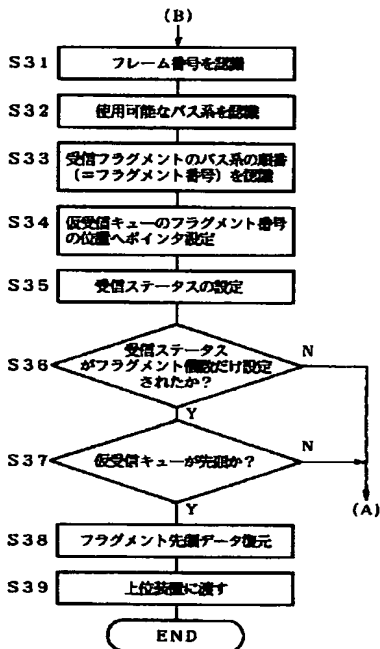 (B)
S31 フレーム番号を認識
S32 使用可能なバス系を認識
S33 受信フラグメントのバス系の順番
(=フラグメント番号)を認識
S34 仮受信キューのフラグメント番号
の位置へポインタ設定
S35 受信ステータスの設定
S36 受信ステータス
がフラグメント個数だけ設定
されたか?
N
Y
S37 仮受信キューが先頭か?
N
(A)
Y
S38 フラグメント先頭データ復元
S39 上位装置に渡す
END